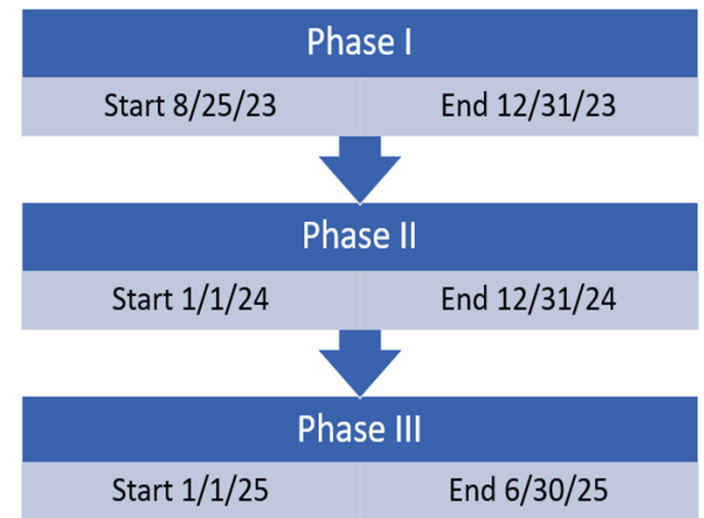 Phase I
Start 8/25/23 End 12/31/23
Phase II
Start 1/1/24 End 12/31/24
Phase III
Start 1/1/25 End 6/30/25